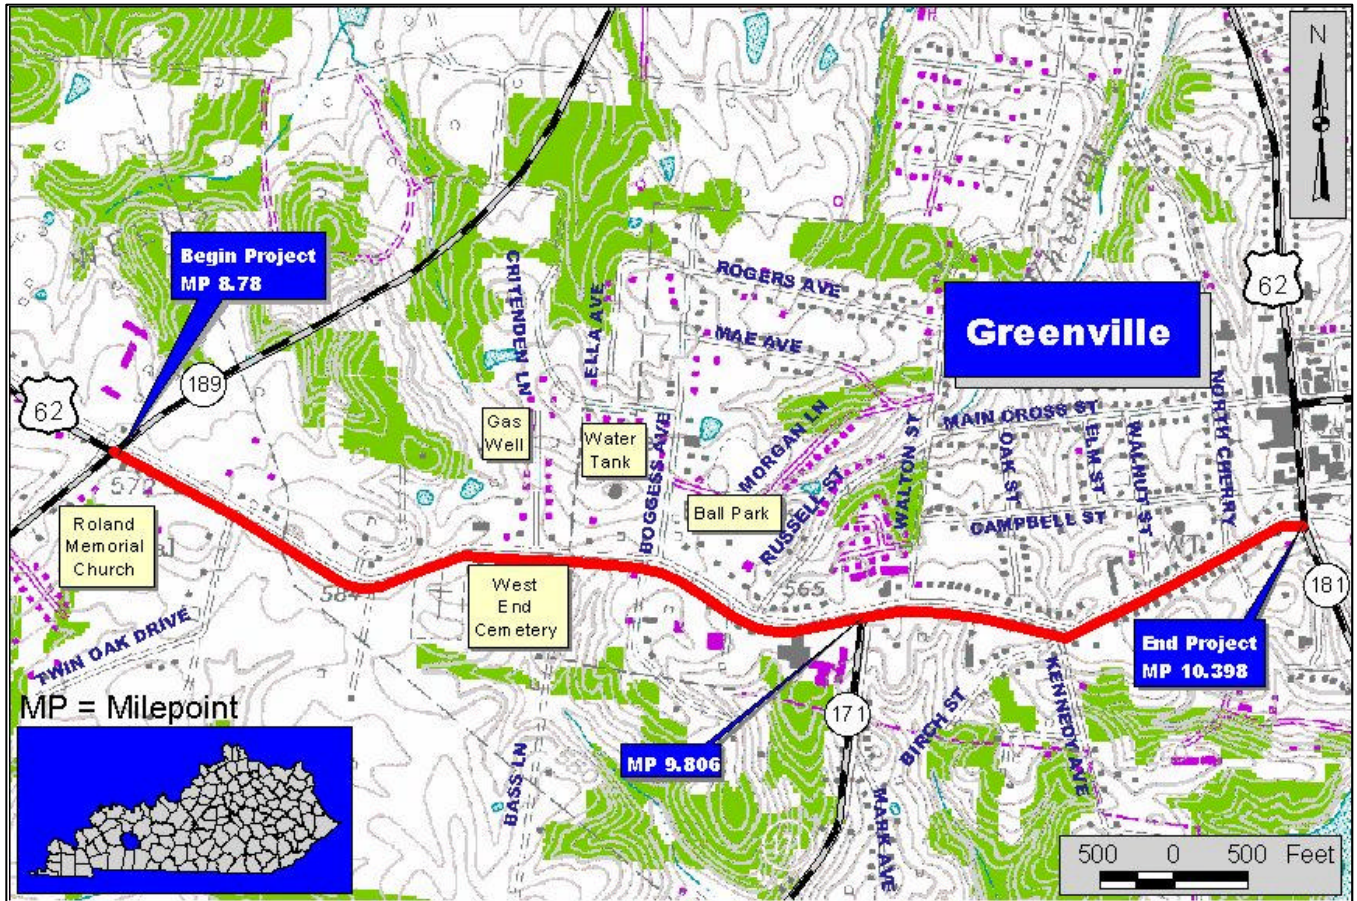 N
Begin Project
MP 8.78
62
189
62
Greenville
CRITENDEN LN
ELLA AVE
ROGERS AVE
MAE AVE
MORGAN LN
BOGGESS AVE
RUSSELL ST
WALTON ST
MAIN CROSS ST
OAK ST
ELM ST
WALNUT ST
NORTH CHERRY
CAMPBELL ST
Gas
Well
Water
Tank
Ball Park
572
Roland
Memorial
Church
584
West
End
Cemetery
565
WT
181
End Project
MP 10.398
TWIN OAK DRIVE
MP = Milepoint
BASS LN
MP 9.806
171
BIRCH ST
KENNEDY AVE
MARK AVE
500 0 500 Feet